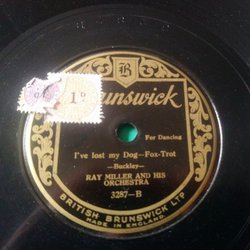 B
Brunswick
1D
For Dancing
I've lost my Dog—Fox-Trot
—Buckley—
RAY MILLER AND HIS
ORCHESTRA
3287-B
BRITISH BRUNSWICK LTD
MADE IN ENGLAND.